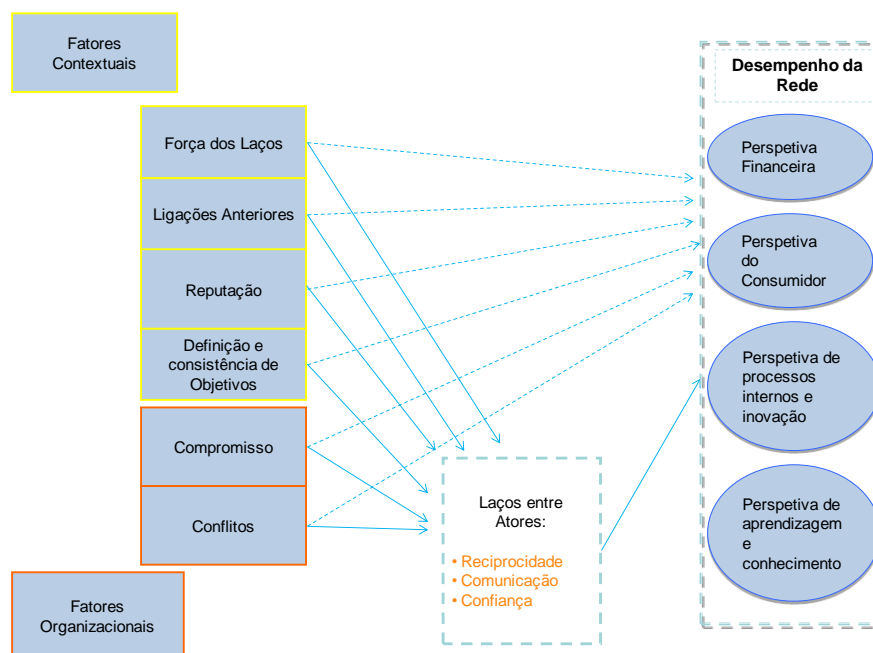 Fatores
Contextuais
Força dos Laços
Ligações Anteriores
Reputação
Definição e
consistência de
Objetivos
Compromisso
Conflitos
Fatores
Organizacionais
Laços entre
Atores:
• Reciprocidade
• Comunicação
• Confiança
Desempenho da
Rede
Perspetiva
Financeira
Perspetiva
do
Consumidor
Perspetiva de
processos
internos e
inovação
Perspetiva de
aprendizagem
e
conhecimento